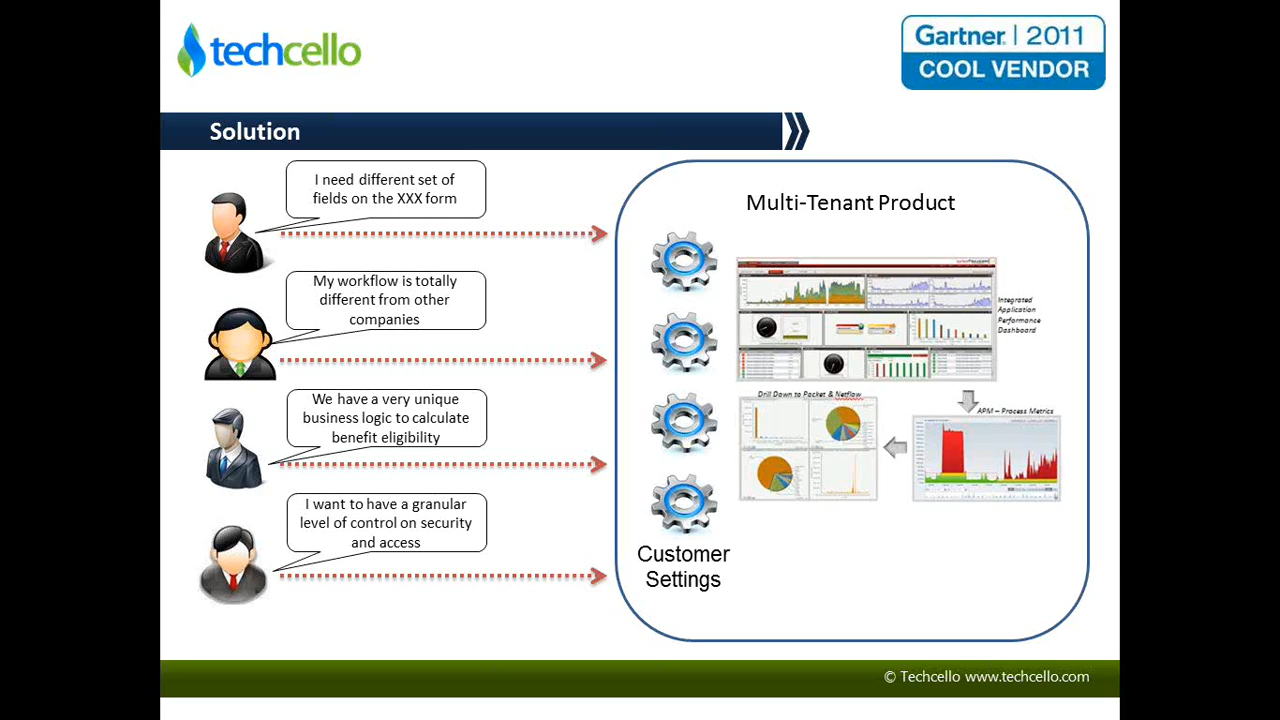 techcello
Gartner. | 2011
COOL VENDOR
Solution
I need different set of
fields on the XXX form
My workflow is totally
different from other
companies
We have a very unique
business logic to calculate
benefit eligibility
I want to have a granular
level of control on security
and access
Multi-Tenant Product
Integrated
Application
Performance
Dashboard
Drill Down to Packet & Netflow
APM – Process Metrics
Customer
Settings
© Techcello www.techcello.com